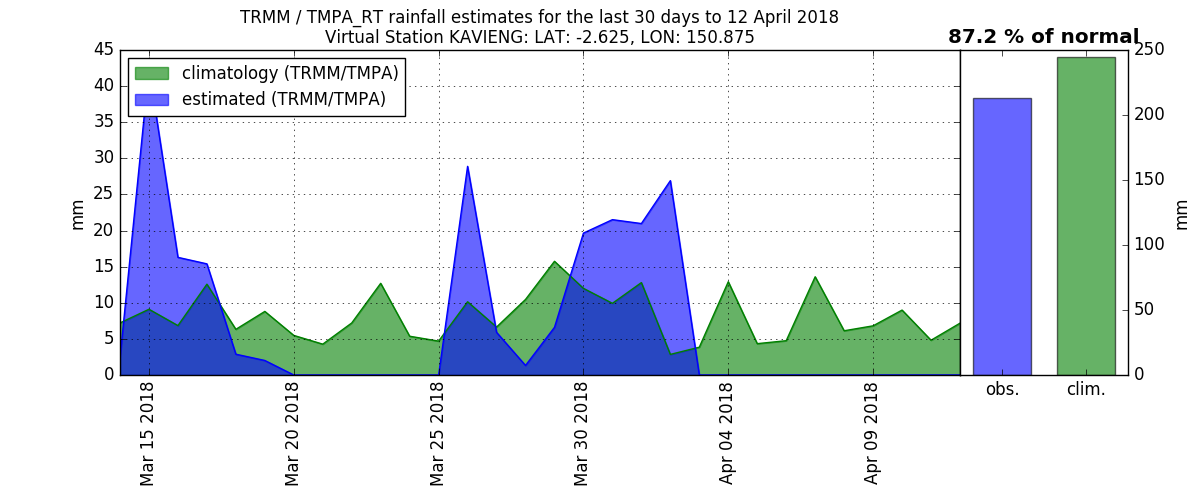 TRMM / TMPA_RT rainfall estimates for the last 30 days to 12 April 2018
Virtual Station KAVIENG: LAT: -2.625, LON: 150.875
87.2 % of normal
climatology (TRMM/TMPA)
estimated (TRMM/TMPA)
45
40
35
30
25
20
15
10
5
0
mm
Mar 15 2018
Mar 20 2018
Mar 25 2018
Mar 30 2018
Apr 04 2018
Apr 09 2018
250
200
150
100
50
0
mm
obs.
clim.